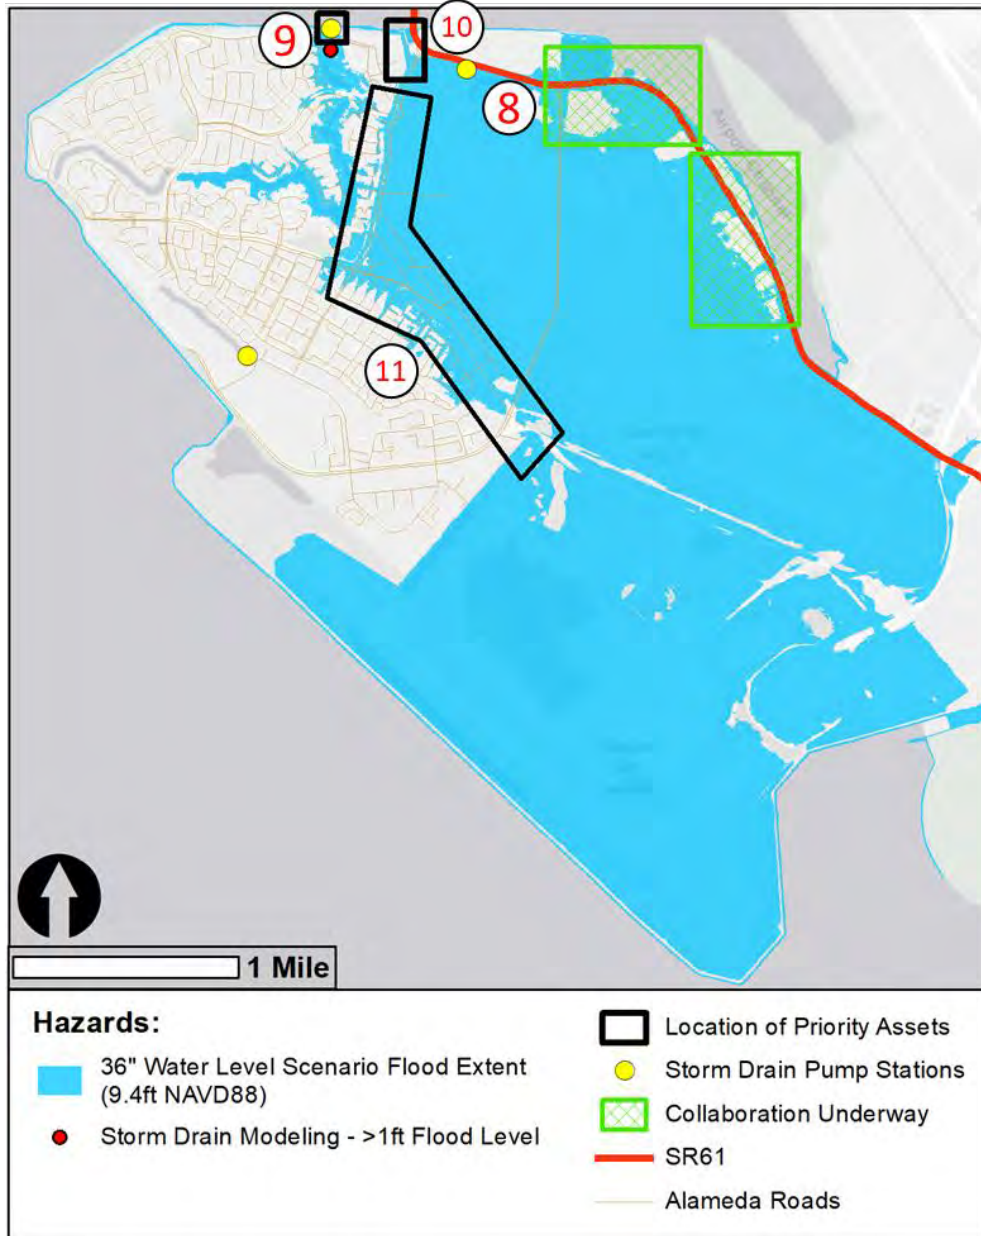 9
10
8
11
1 Mile
Hazards:
36" Water Level Scenario Flood Extent
(9.4ft NAVD88)
Storm Drain Modeling - >1ft Flood Level
Location of Priority Assets
Storm Drain Pump Stations
Collaboration Underway
SR61
Alameda Roads